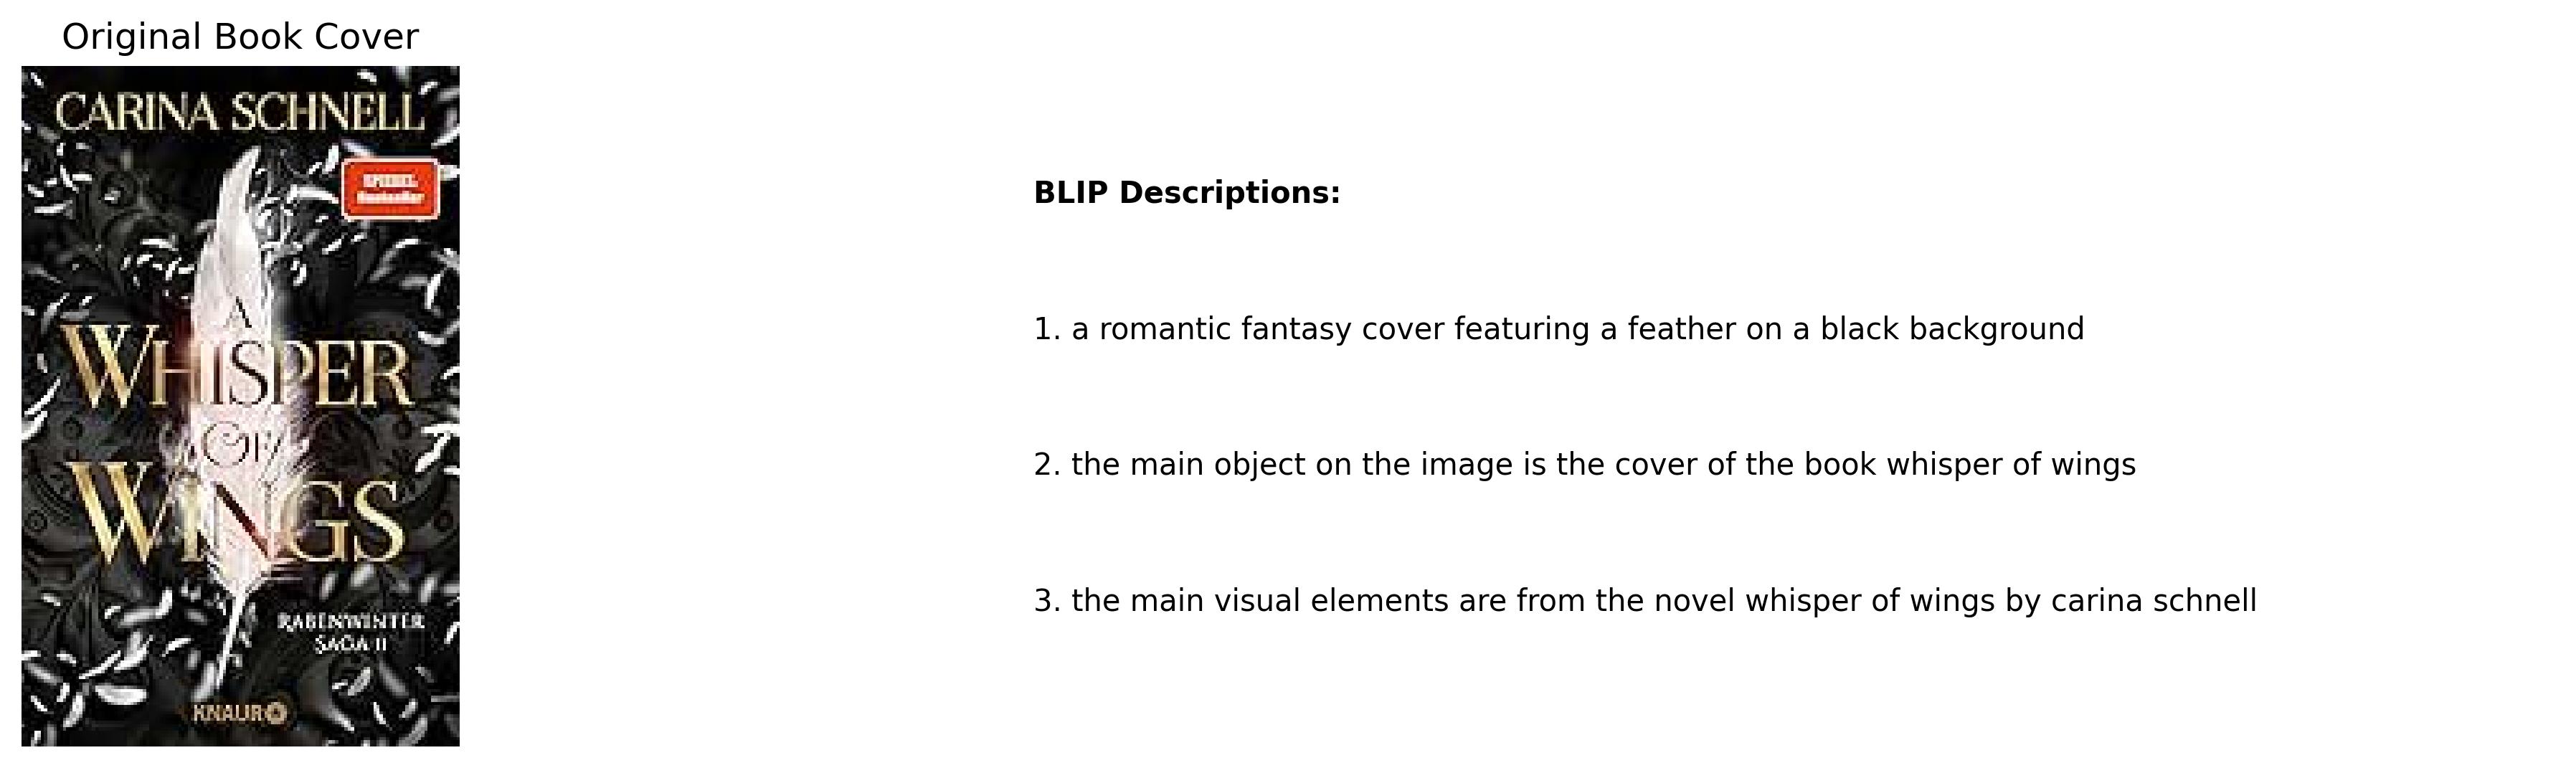 Original Book Cover
CARINA SCHNELL
SPIEGEL
Bestseller
A
WHISPER
OF
WINGS
RABENWINTER
SAGA II
KNAUR
BLIP Descriptions:
1. a romantic fantasy cover featuring a feather on a black background
2. the main object on the image is the cover of the book whisper of wings
3. the main visual elements are from the novel whisper of wings by carina schnell